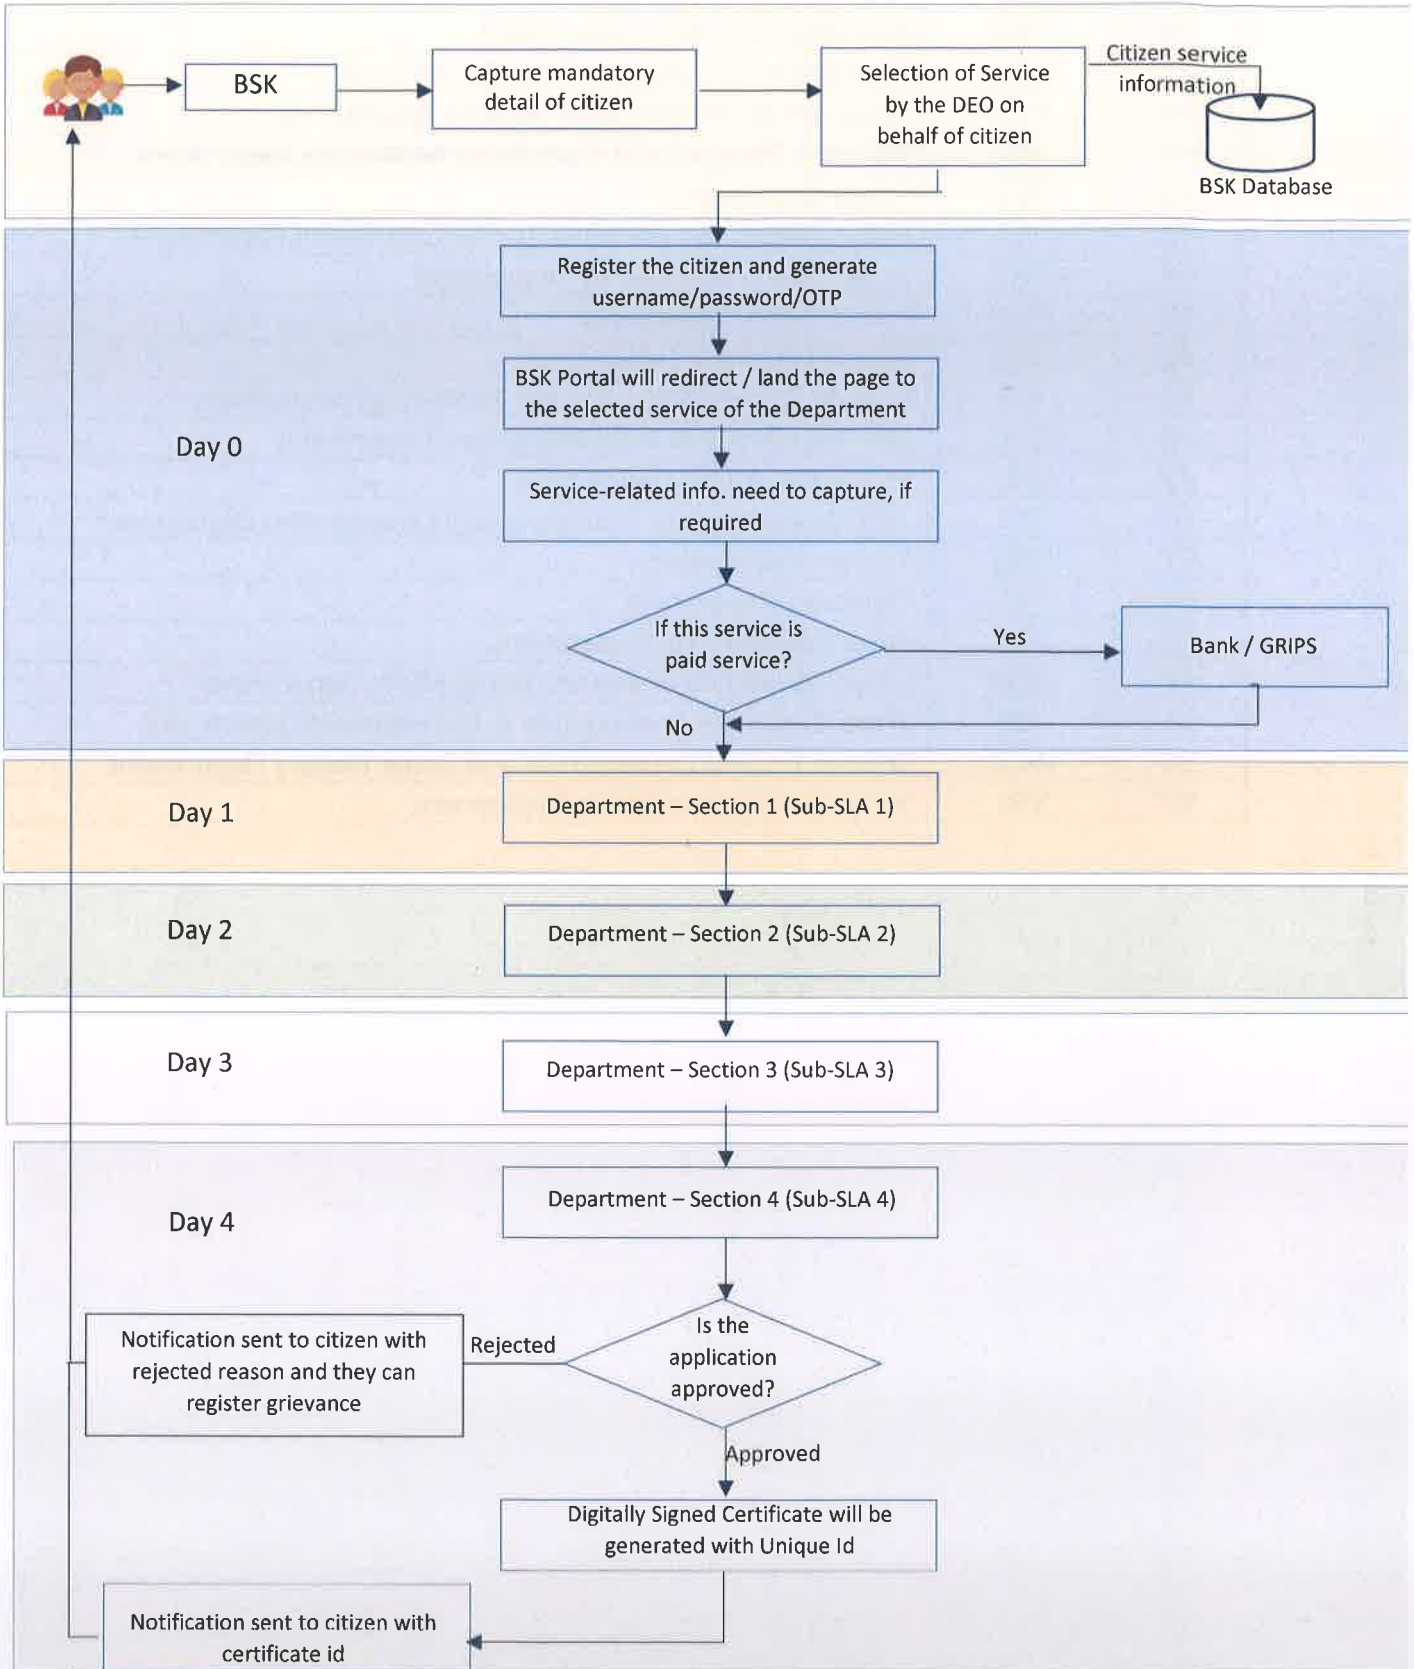 BSK
Capture mandatory
detail of citizen
Selection of Service
by the DEO on
behalf of citizen
Citizen service
information
BSK Database
Register the citizen and generate
username/password/OTP
BSK Portal will redirect / land the page to
the selected service of the Department
Day 0
Service-related info. need to capture, if
required
If this service is
paid service?
Yes
Bank / GRIPS
No
Day 1
Department – Section 1 (Sub-SLA 1)
Day 2
Department – Section 2 (Sub-SLA 2)
Day 3
Department – Section 3 (Sub-SLA 3)
Department – Section 4 (Sub-SLA 4)
Day 4
Is the
application
approved?
Rejected
Notification sent to citizen with
rejected reason and they can
register grievance
Approved
Digitally Signed Certificate will be
generated with Unique Id
Notification sent to citizen with
certificate id